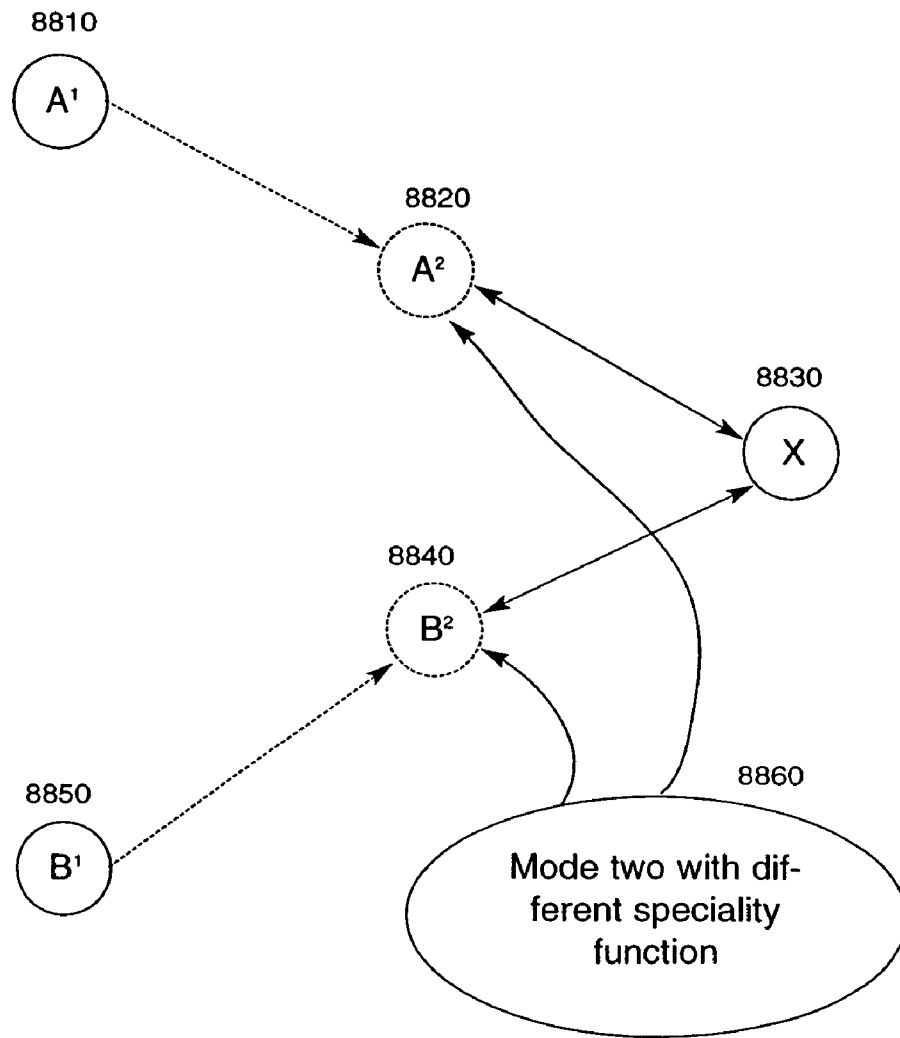 8810
A¹
8820
A²
8830
X
8840
B²
8850
B¹
8860
Mode two with dif-
ferent speciality
function